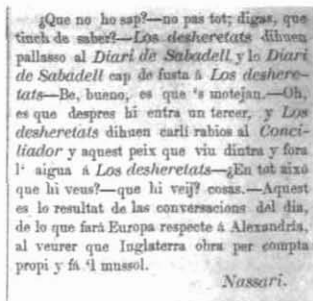 ¿Que no ho sap?—no pas tot; digas, que
tinch de saber?—Los desheretats dihuen
pallasso al Diari de Sabadell y lo Diari
de Sabadell cap de fusta á Los deshere-
tats—Be, bueno, es que 's motejan.—Oh,
es que despres hi entra un tercer, y Los
desheretats dihuen carlí rabios al Conci-
liador y aquest peix que viu dintre y fora
l' aigua á Los desheretats—¿En tot aixó
que hi veus?—que hi veij? cosas.—Aquest
es lo resultat de las conversacions del dia,
de lo que fará Europa respecte á Alexandria,
al veurer que Inglaterra obra per compta
propi y fá 'l mussol.
Nassari.